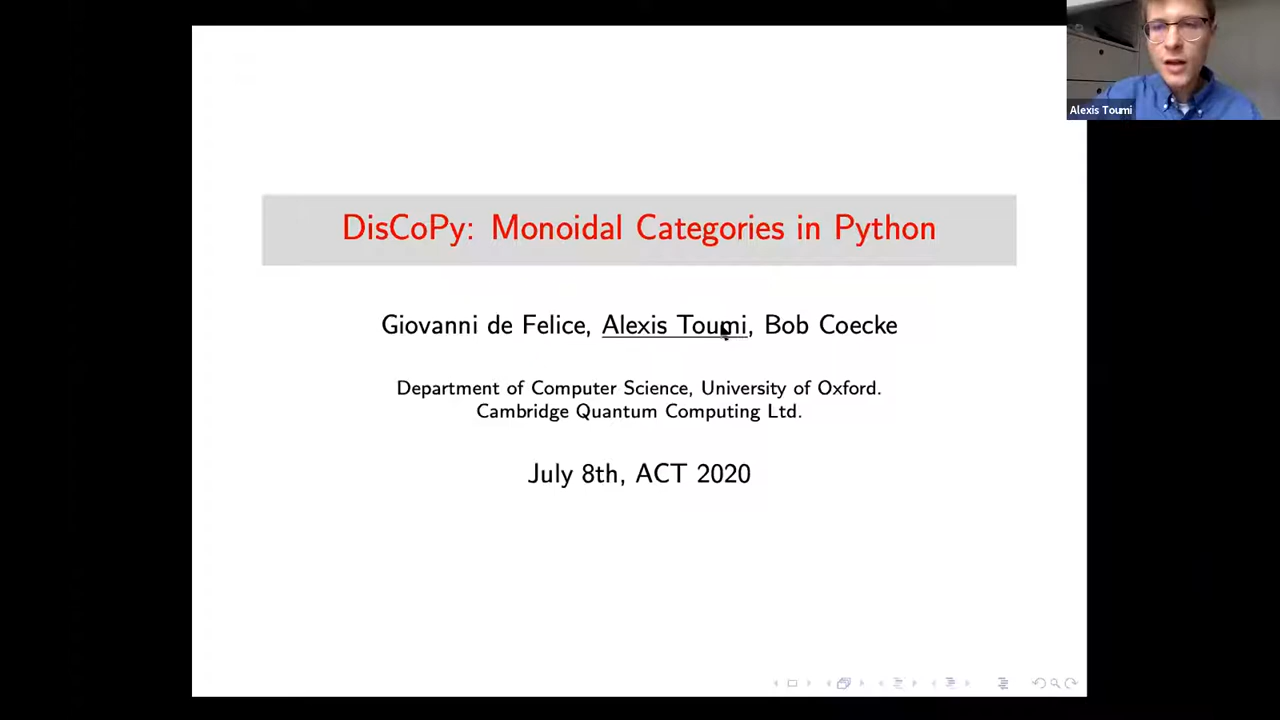 Alexis Toumi
DisCoPy: Monoidal Categories in Python
Giovanni de Felice, Alexis Toumi, Bob Coecke
Department of Computer Science, University of Oxford.
Cambridge Quantum Computing Ltd.
July 8th, ACT 2020